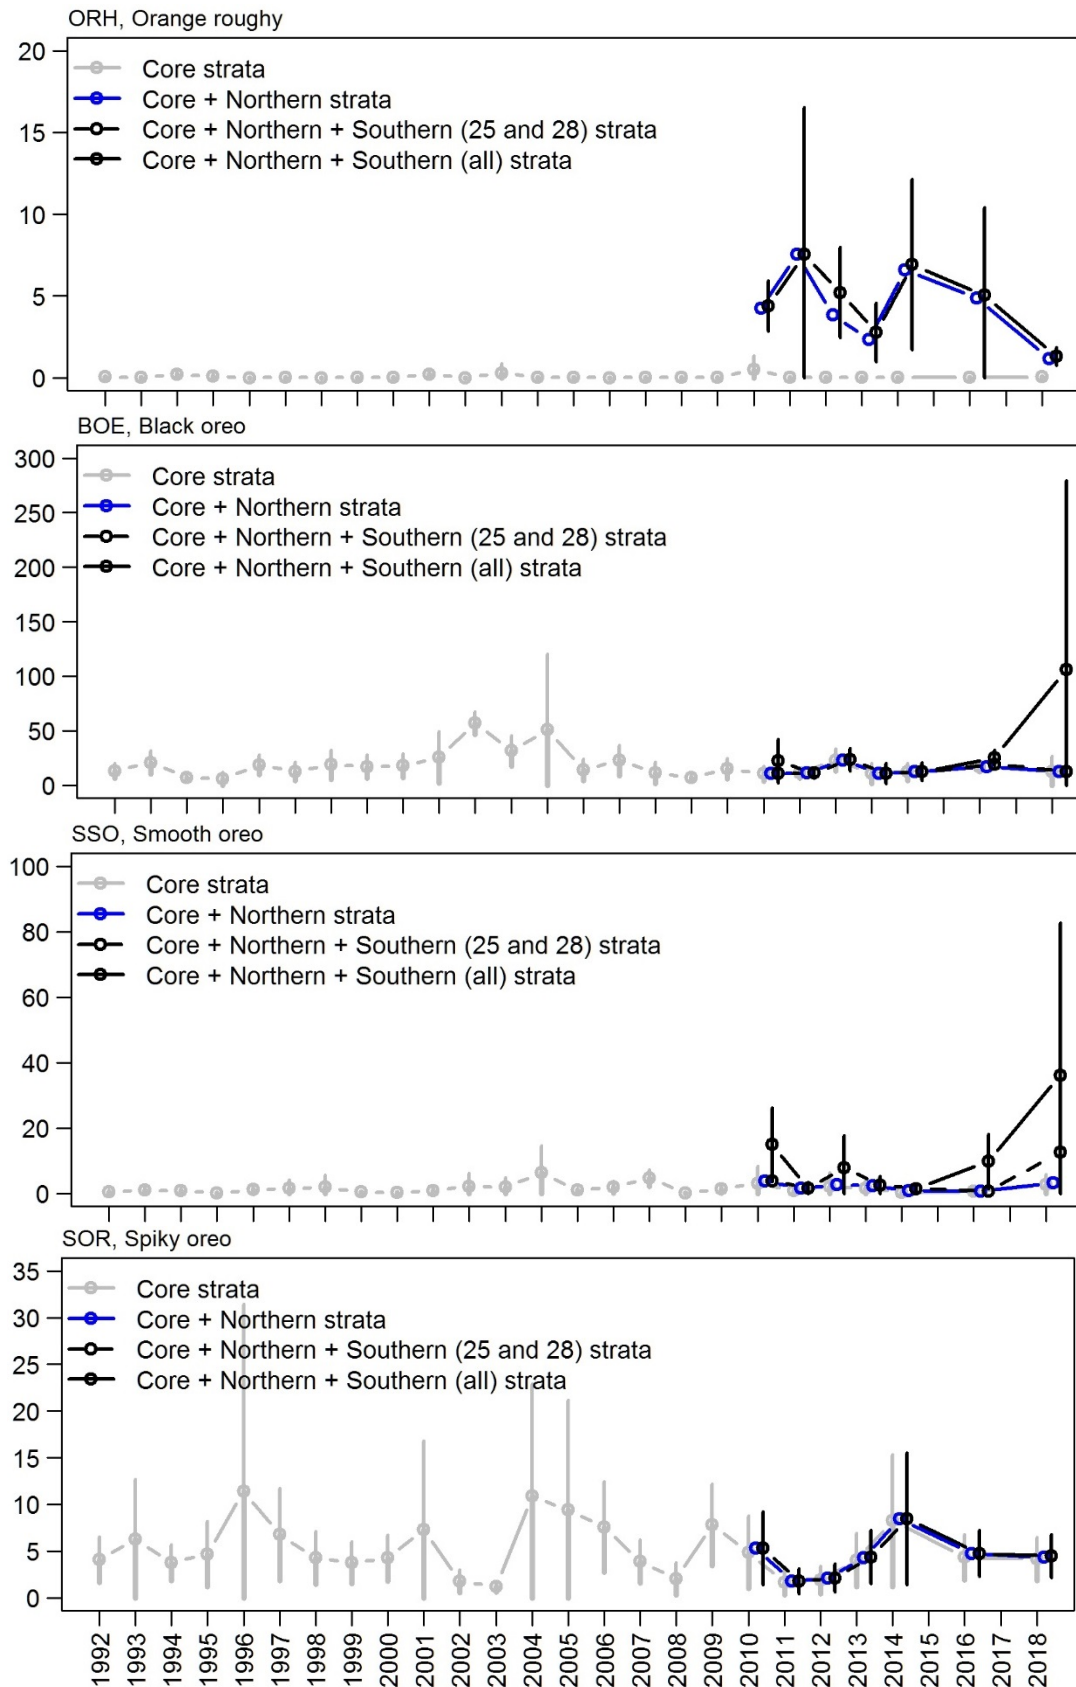 ORH, Orange roughy
20
15
10
5
0
Core strata
Core + Northern strata
Core + Northern + Southern (25 and 28) strata
Core + Northern + Southern (all) strata
BOE, Black oreo
300
250
200
150
100
50
0
Core strata
Core + Northern strata
Core + Northern + Southern (25 and 28) strata
Core + Northern + Southern (all) strata
SSO, Smooth oreo
100
80
60
40
20
0
Core strata
Core + Northern strata
Core + Northern + Southern (25 and 28) strata
Core + Northern + Southern (all) strata
SOR, Spiky oreo
35
30
25
20
15
10
5
0
Core strata
Core + Northern strata
Core + Northern + Southern (25 and 28) strata
Core + Northern + Southern (all) strata
1992
1993
1994
1995
1996
1997
1998
1999
2000
2001
2002
2003
2004
2005
2006
2007
2008
2009
2010
2011
2012
2013
2014
2015
2016
2017
2018